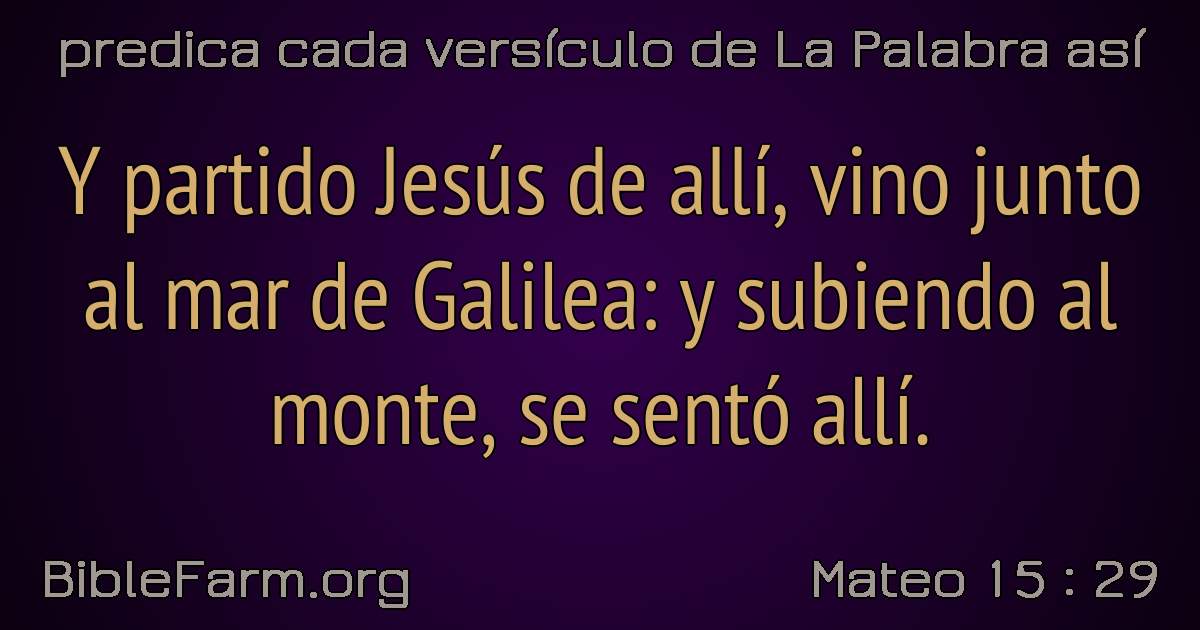 predica cada versículo de La Palabra así
Y partido Jesús de allí, vino junto
al mar de Galilea: y subiendo al
monte, se sentó allí.
BibleFarm.org
Mateo 15 : 29